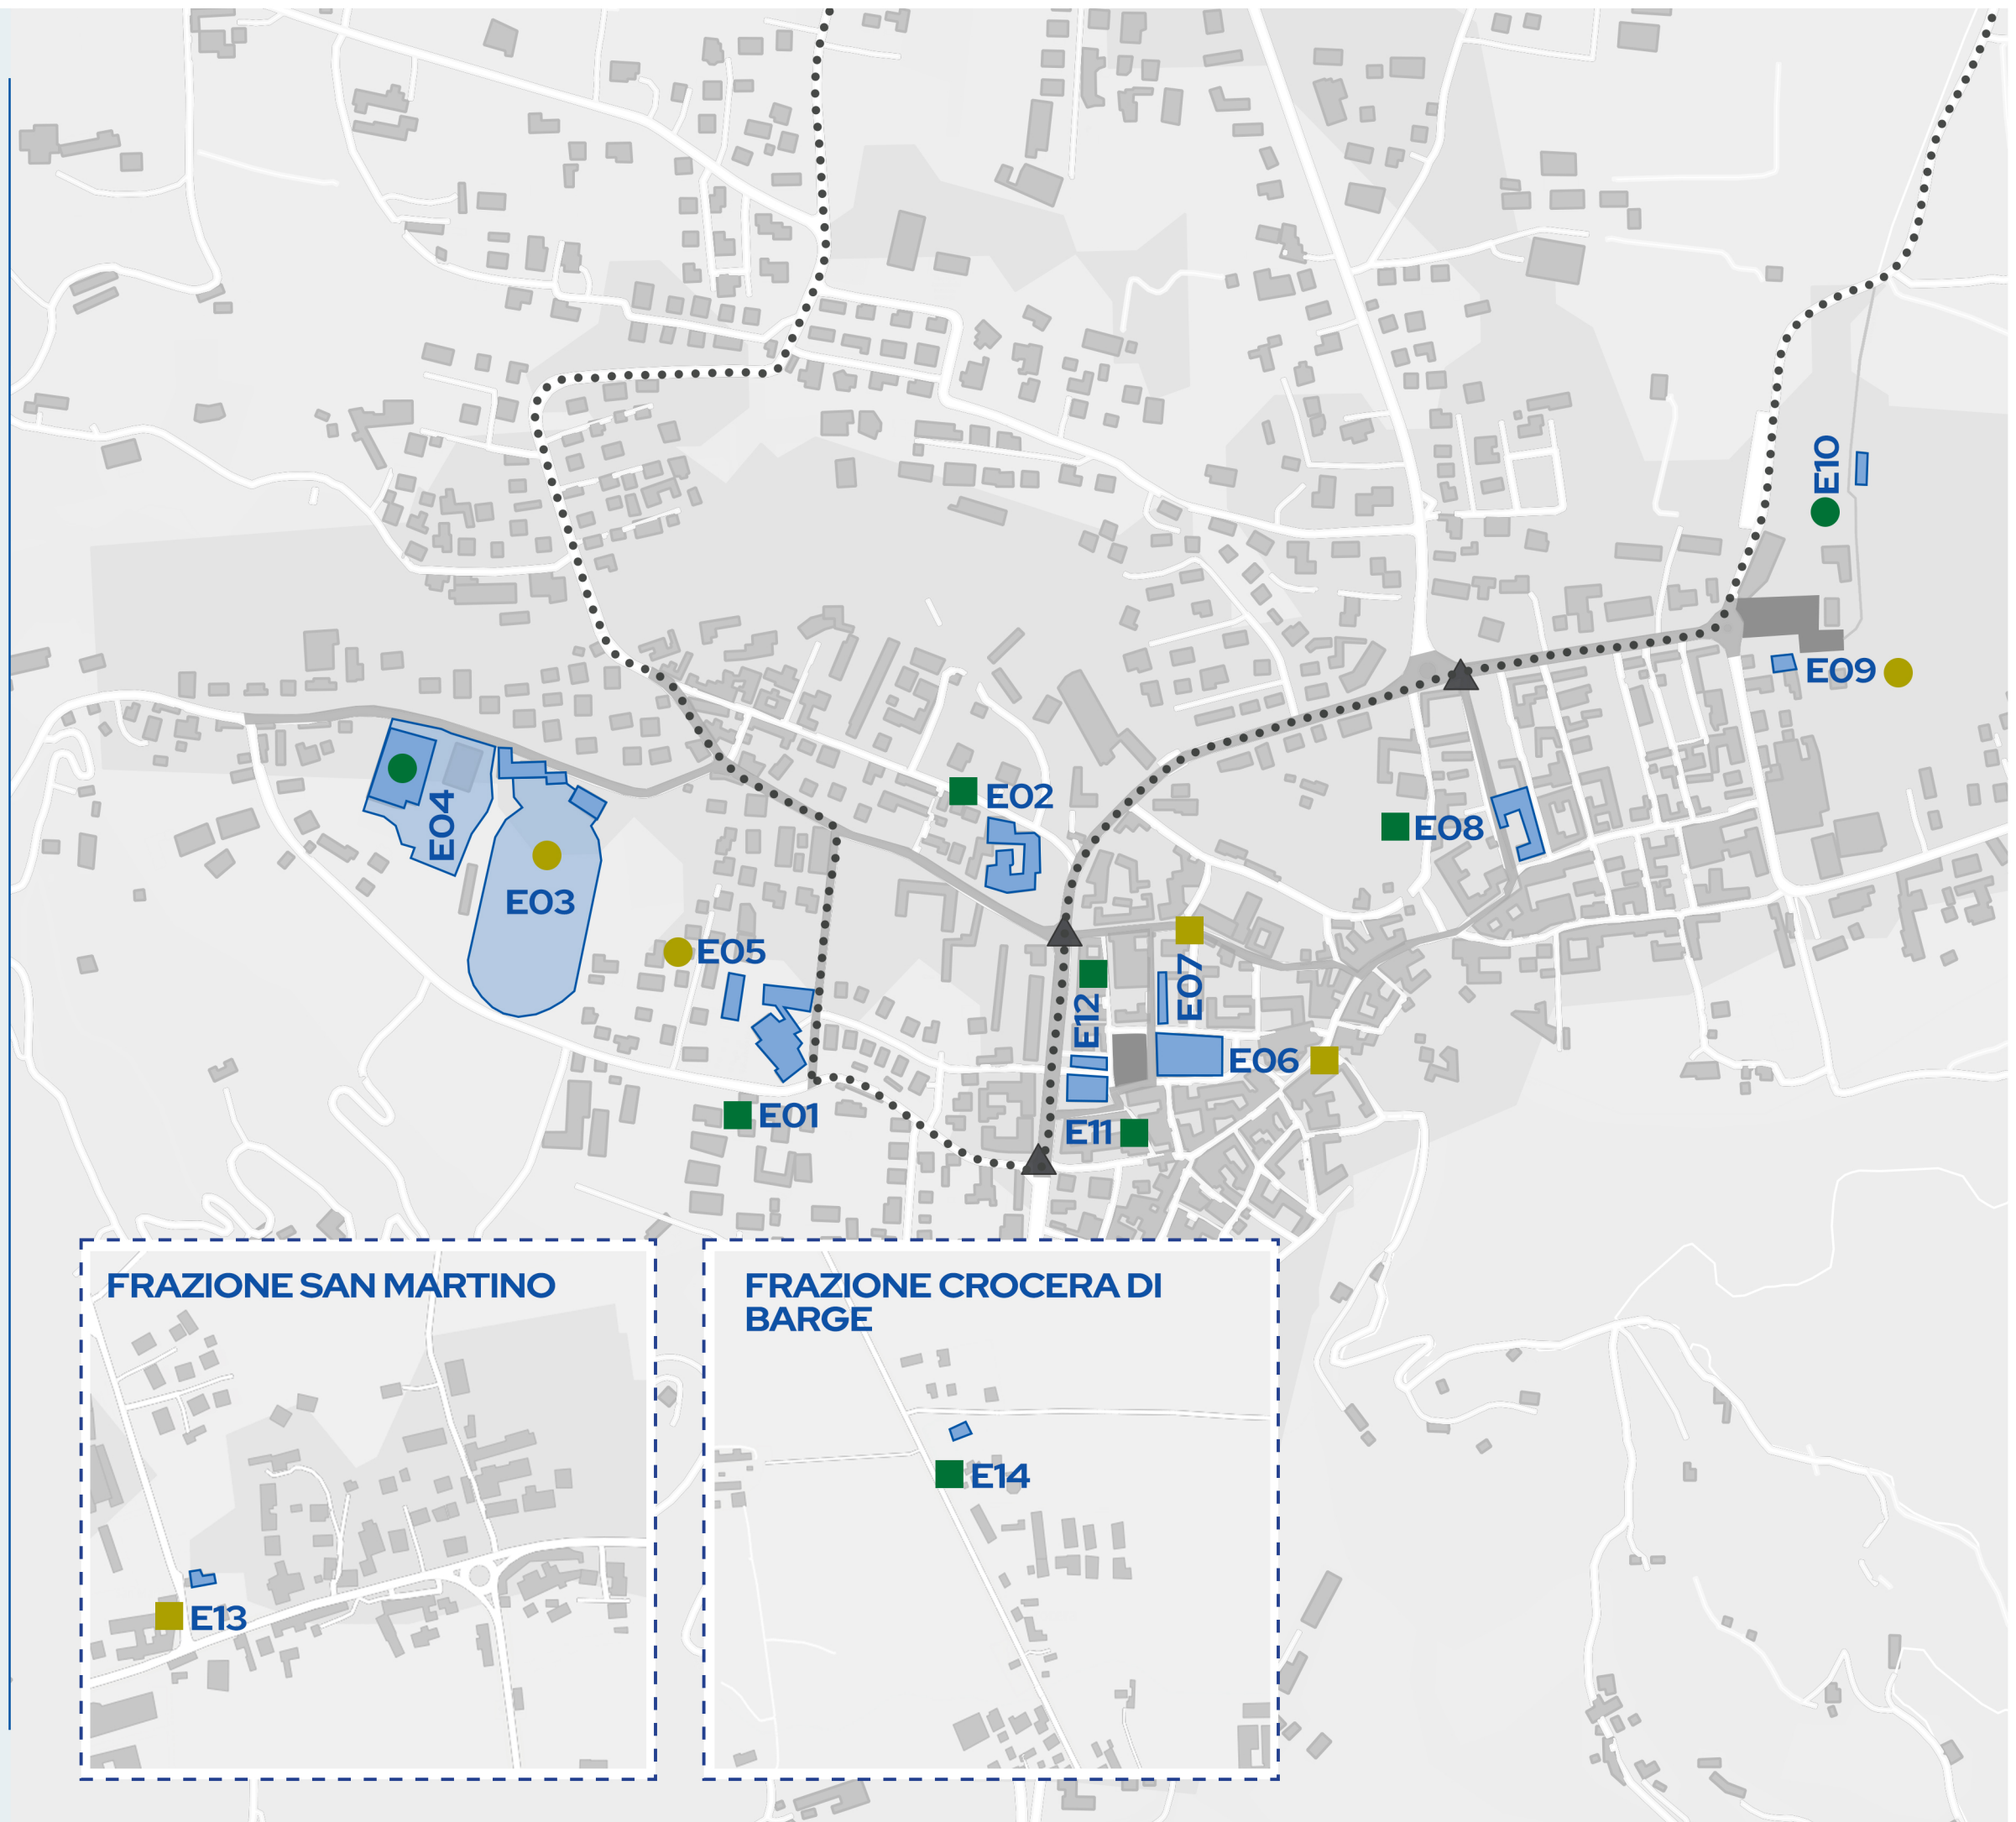 E10
E09
E02
E08
E04
E03
E05
E07
E12
E06
E01
E11
FRAZIONE SAN MARTINO
E13
FRAZIONE CROCERA DI
BARGE
E14